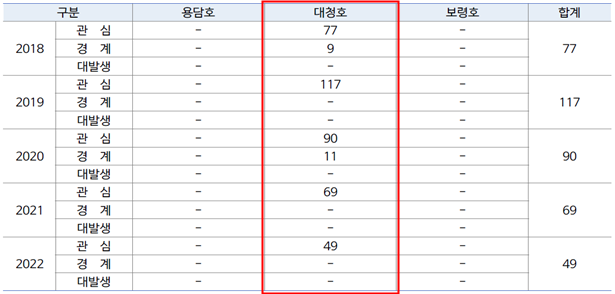 구분 용담호 대청호 보령호 합계
2018 관 심 – 77 – 77
경 계 – 9 –
대발생 – – –
2019 관 심 – 117 – 117
경 계 – – –
대발생 – – –
2020 관 심 – 90 – 90
경 계 – 11 –
대발생 – – –
2021 관 심 – 69 – 69
경 계 – – –
대발생 – – –
2022 관 심 – 49 – 49
경 계 – – –
대발생 – – –